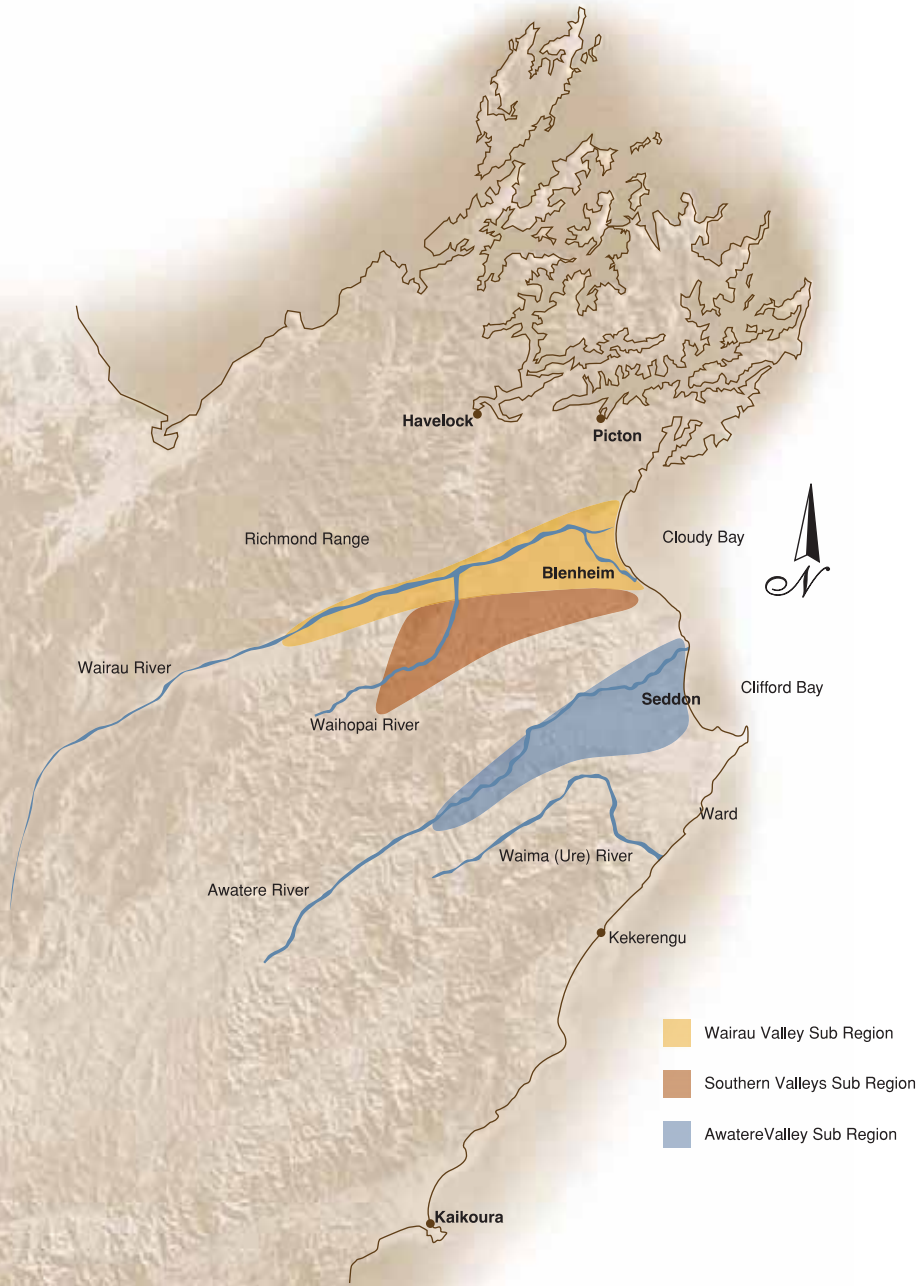 Havelock
Picton
Richmond Range
Cloudy Bay
N
Blenheim
Wairau River
Seddon
Clifford Bay
Waihopai River
Ward
Waima (Ure) River
Awatere River
Kekerengu
Wairau Valley Sub Region
Southern Valleys Sub Region
AwatereValley Sub Region
Kaikoura